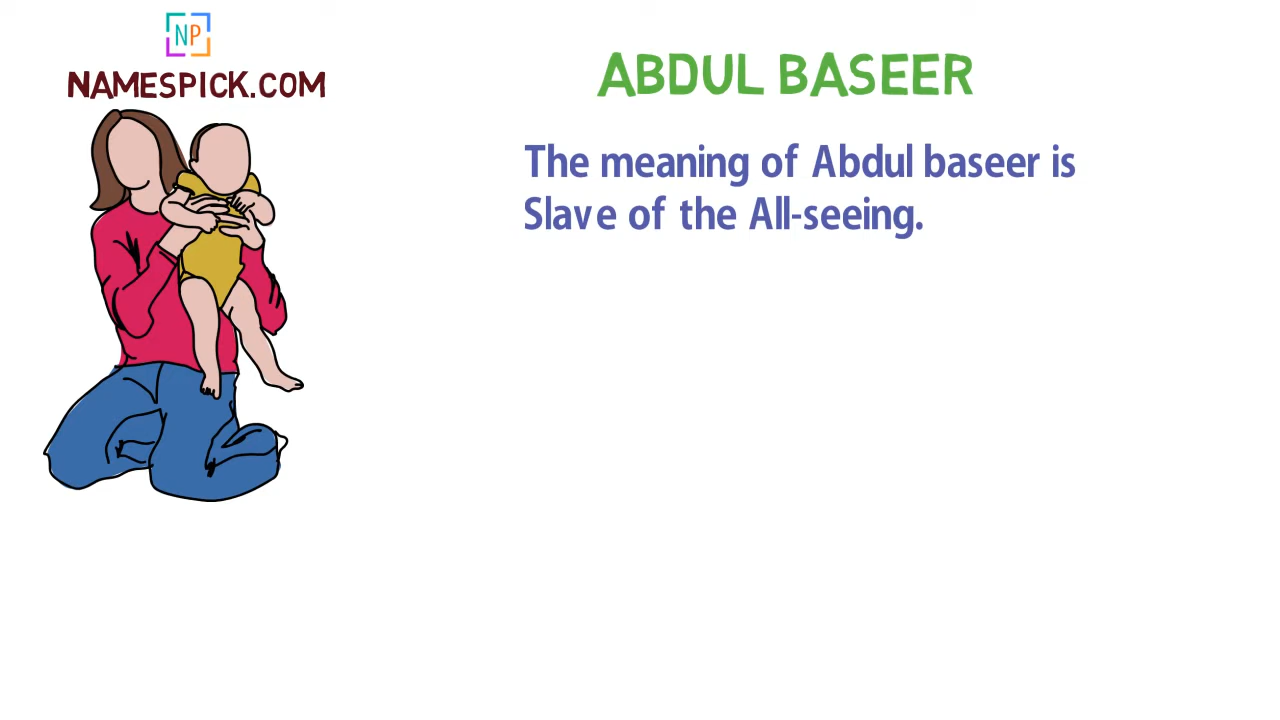 NP
NAMESPICK.COM
ABDUL BASEER
The meaning of Abdul baseer is
Slave of the All-seeing.